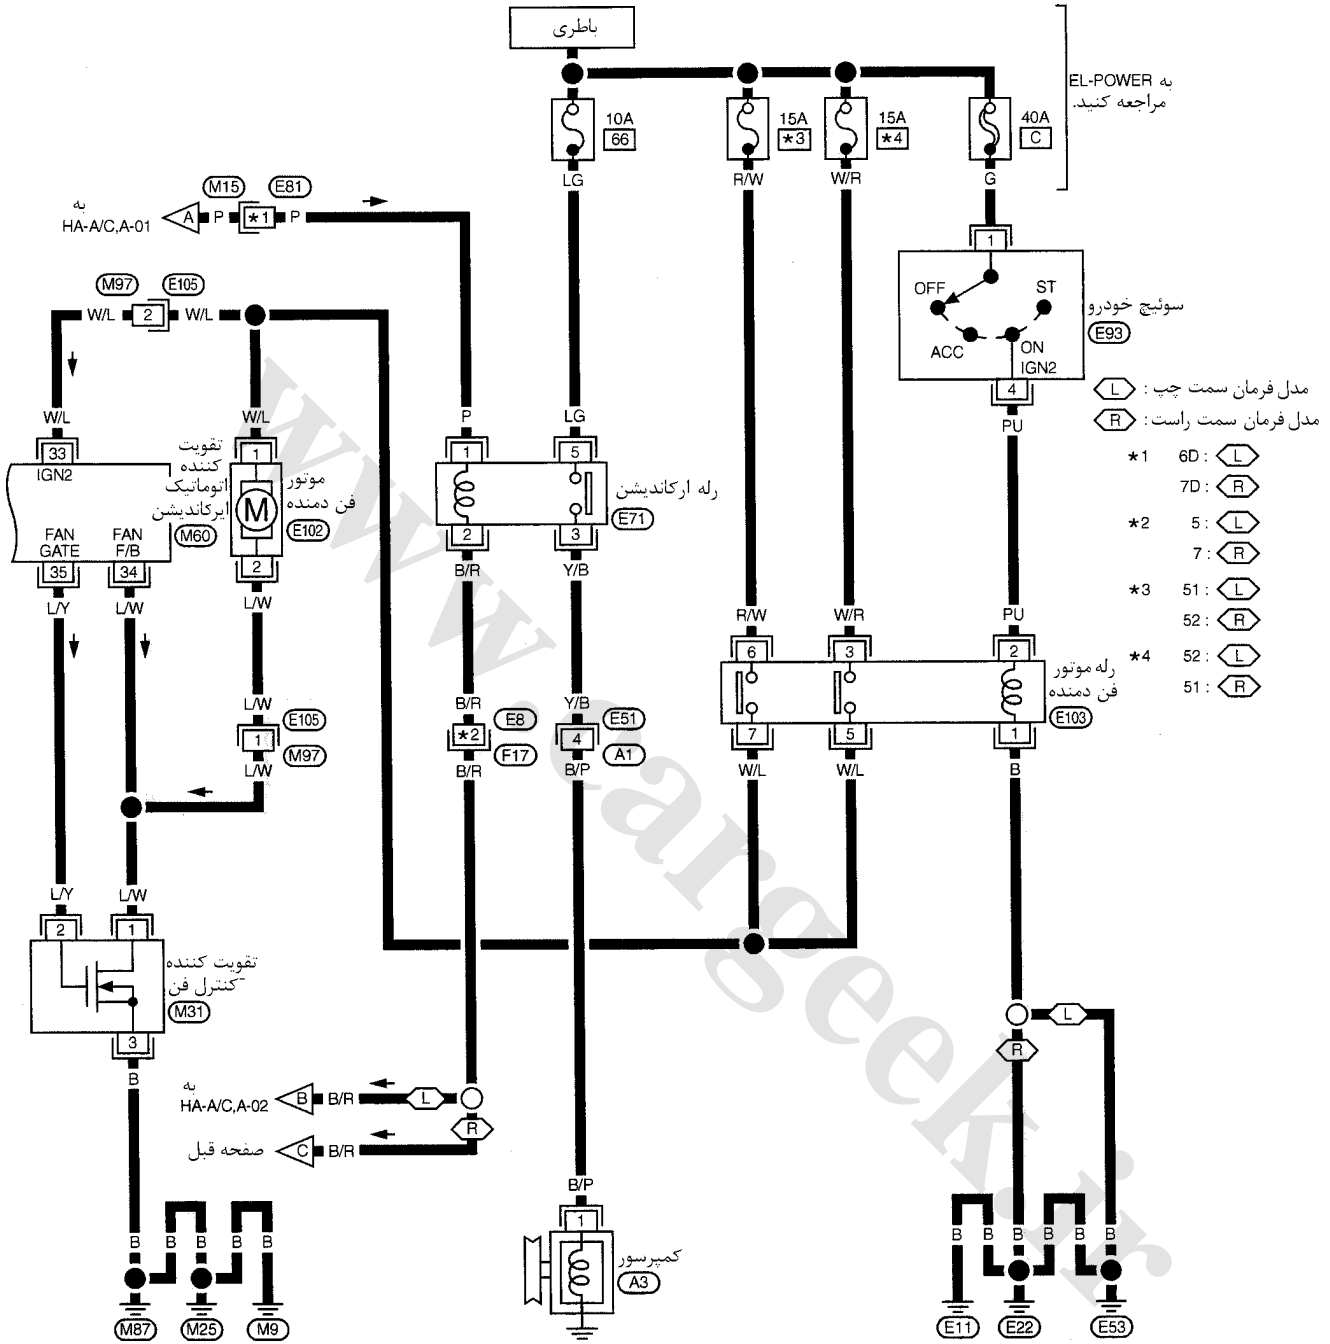 باطری
به EL-POWER
مراجعه کنید.
10A
66
15A
*3
15A
*4
40A
C
LG
R/W
W/R
G
M15
E81
به
HA-A/C,A-01
A
P
*1
P
1
M97
E105
W/L
2
W/L
OFF
ST
ACC
ON
IGN2
سوئیچ خودرو
E93
4
PU
L : مدل فرمان سمت چپ
R : مدل فرمان سمت راست
*1 6D : L
7D : R
*2 5 : L
7 : R
*3 51 : L
52 : R
*4 52 : L
51 : R
W/L
W/L
P
LG
33
IGN2
1
1
5
تقویت
کننده
اتوماتیک
ایرکاندیشن
M60
موتور
فن دمنده
E102
M
رله ارکاندیشن
E71
FAN
GATE
FAN
F/B
35
34
2
2
3
L/Y
L/W
L/W
B/R
Y/B
R/W
W/R
PU
6
3
2
رله موتور
فن دمنده
E103
7
5
1
L/W
E105
1
M97
L/W
B/R
E8
*2
F17
B/R
Y/B
E51
4
A1
B/P
W/L
W/L
B
L/Y
L/W
2
1
تقویت کننده
کنترل فن
M31
3
B
L
R
به
HA-A/C,A-02
B
B/R
L
R
صفحه قبل
C
B/R
B/P
1
کمپرسور
A3
B
B
B
B
B
M87
M25
M9
B
B
B
B
B
B
E11
E22
E53
www.cargeek.ir